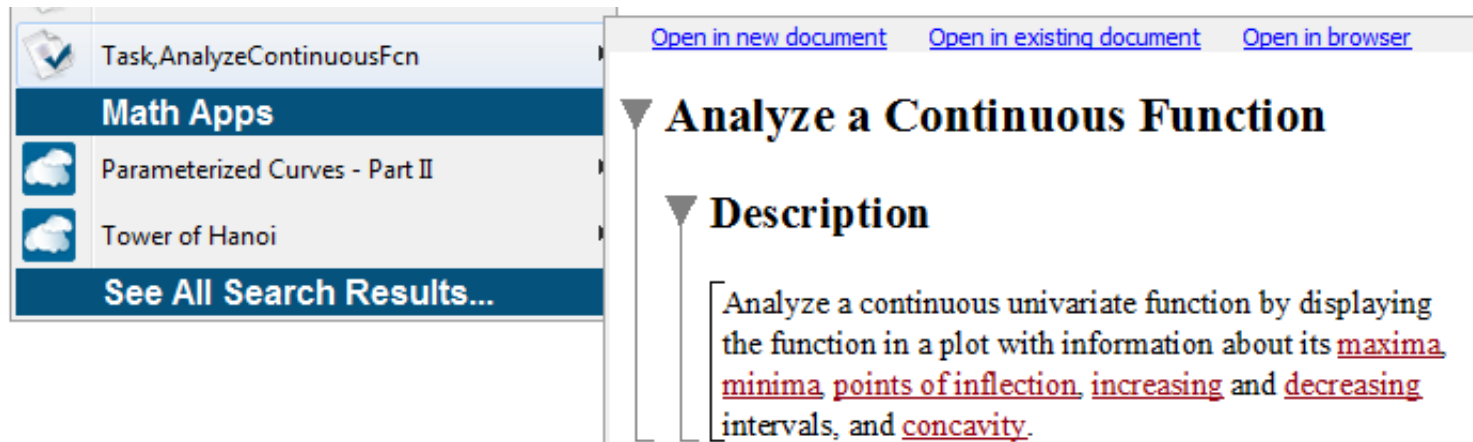 Task,AnalyzeContinuousFcn
Math Apps
Parameterized Curves - Part II
Tower of Hanoi
See All Search Results...
Open in new document Open in existing document Open in browser
Analyze a Continuous Function
Description
Analyze a continuous univariate function by displaying
the function in a plot with information about its maxima,
minima, points of inflection, increasing and decreasing
intervals, and concavity.